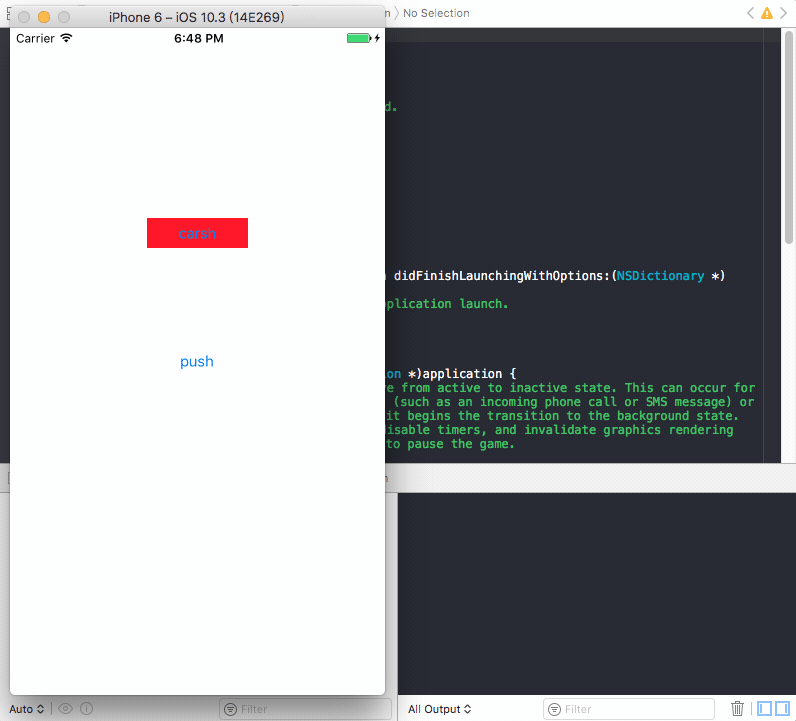 iPhone 6 – iOS 10.3 (14E269)
No Selection
Carrier
6:48 PM
d.
carsh
didFinishLaunchingWithOptions:(NSDictionary *)
plication launch.
push
on *)application {
e from active to inactive state. This can occur for
(such as an incoming phone call or SMS message) or
it begins the transition to the background state.
isable timers, and invalidate graphics rendering
to pause the game.
Auto
Filter
All Output
Filter